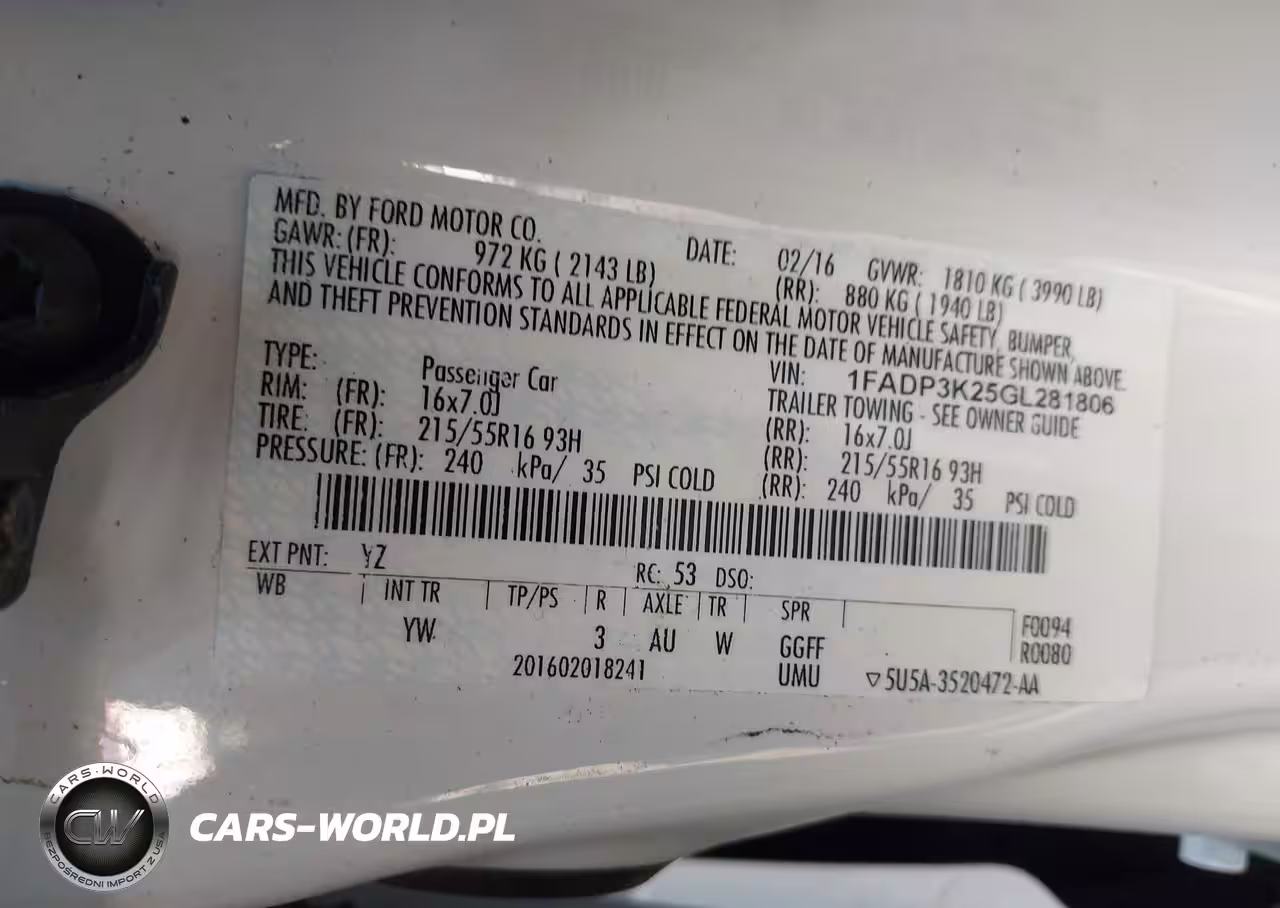 MFD. BY FORD MOTOR CO. DATE: 02/16 GVWR: 1810 KG ( 3990 LB)
GAWR: (FR): 972 KG ( 2143 LB) (RR): 880 KG ( 1940 LB)
THIS VEHICLE CONFORMS TO ALL APPLICABLE FEDERAL MOTOR VEHICLE SAFETY, BUMPER,
AND THEFT PREVENTION STANDARDS IN EFFECT ON THE DATE OF MANUFACTURE SHOWN ABOVE.
VIN: 1FADP3K25GL281806
TYPE: Passenger Car TRAILER TOWING - SEE OWNER GUIDE
RIM: (FR): 16x7.0J (RR): 16x7.0J
TIRE: (FR): 215/55R16 93H (RR): 215/55R16 93H
PRESSURE: (FR): 240 kPa/ 35 PSI COLD (RR): 240 kPa/ 35 PSI COLD
EXT PNT: YZ RC: 53 DSO:
WB INT TR TP/PS R AXLE TR SPR F0094
YW 3 AU W GGFF R0080
201602018241 UMU ▽5U5A-3520472-AA
CARS-WORLD
CW
BEZPOŚREDNI IMPORT Z USA
CARS-WORLD.PL